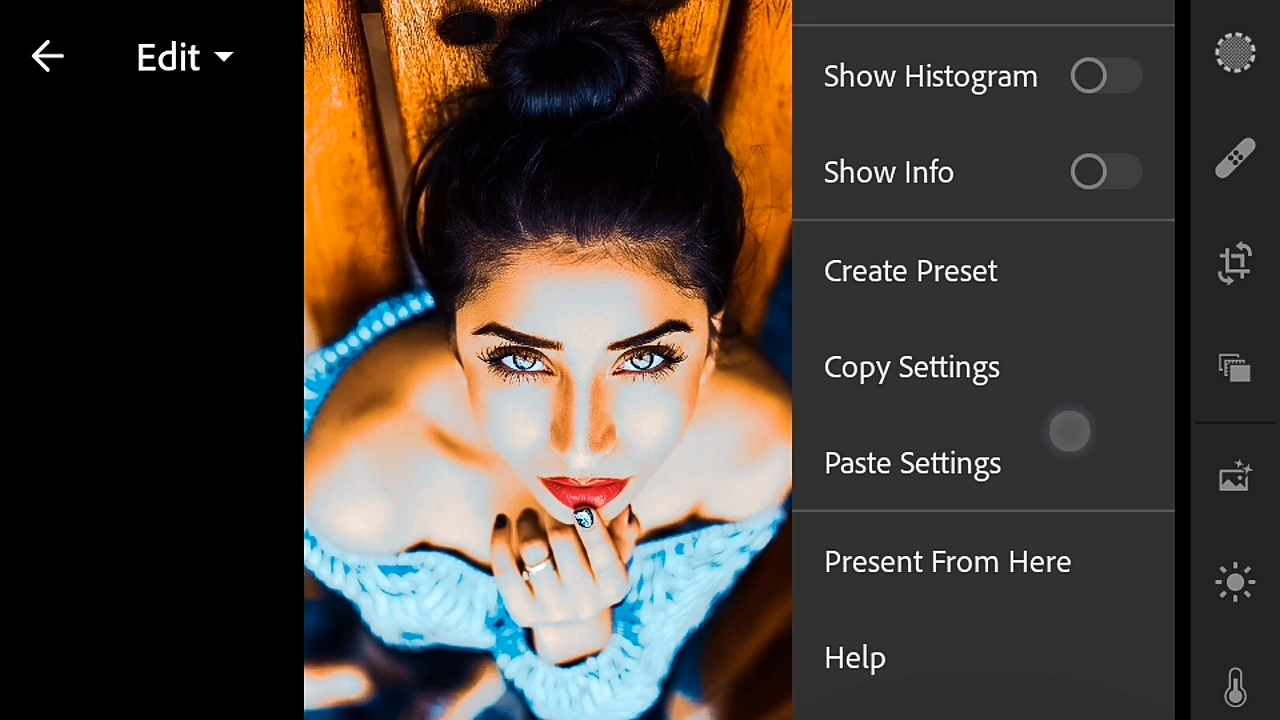 Edit
Show Histogram
Show Info
Create Preset
Copy Settings
Paste Settings
Present From Here
Help